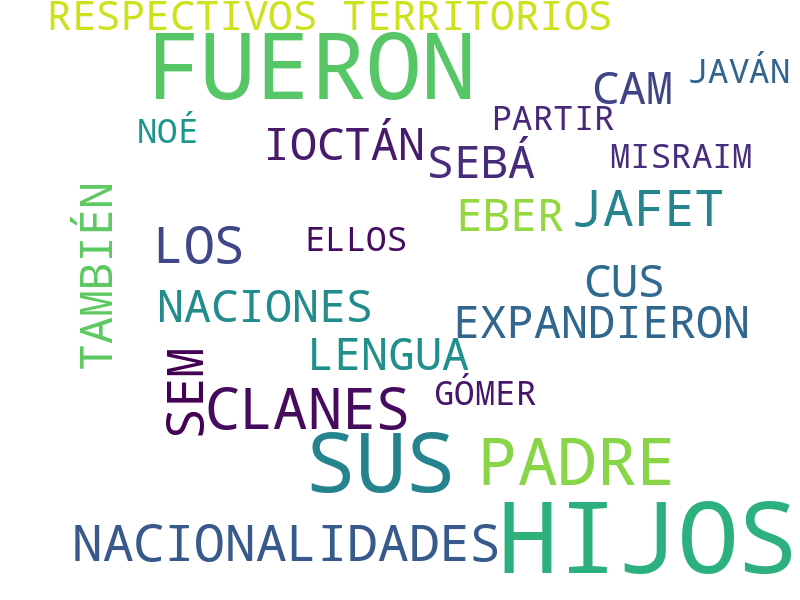 RESPECTIVOS TERRITORIOS
FUERON
JAVÁN
CAM
PARTIR
NOÉ
IOCTÁN
SEBÁ
MISRAIM
TAMBIÉN
EBER
JAFET
LOS
ELLOS
CUS
NACIONES
EXPANDIERON
LENGUA
SEM
CLANES
GÓMER
SUS
PADRE
NACIONALIDADES
HIJOS